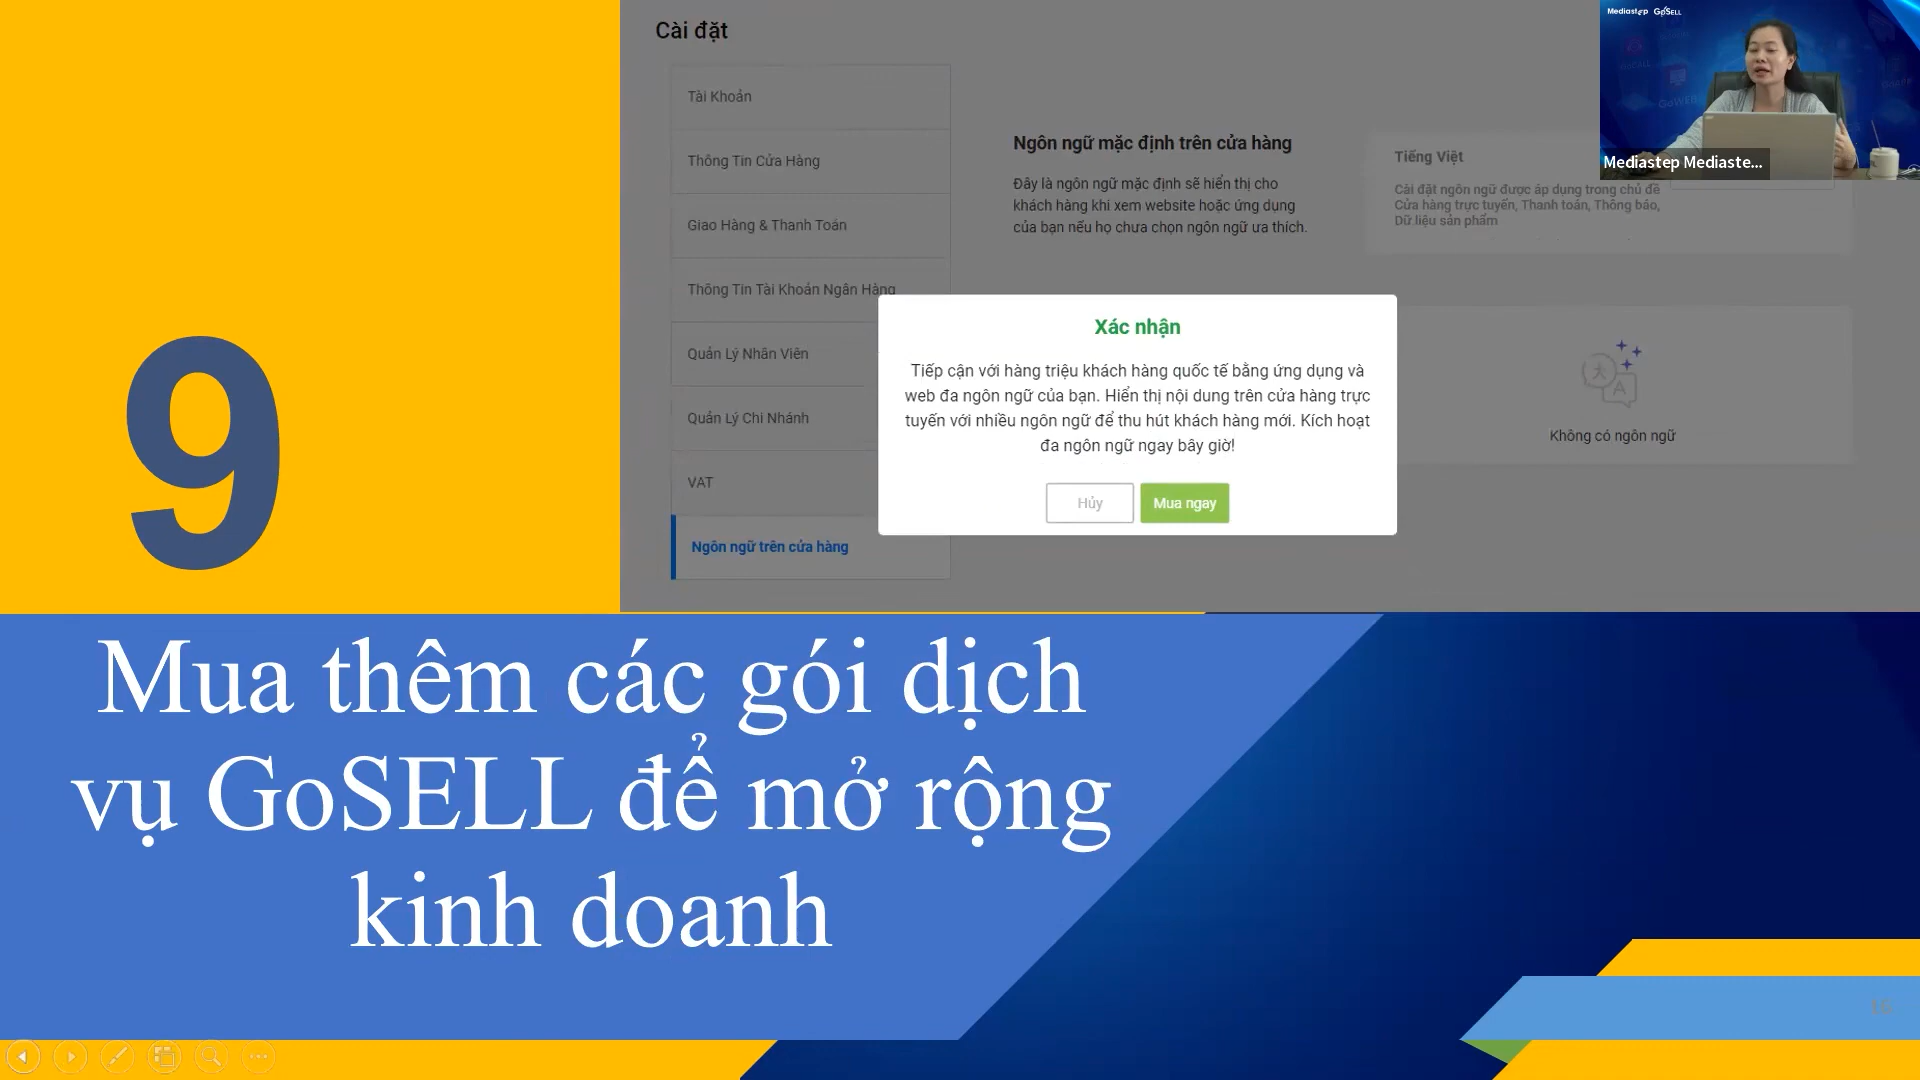 Cài đặt
Tài Khoản
Thông Tin Cửa Hàng
Giao Hàng & Thanh Toán
Thông Tin Tài Khoản Ngân Hàng
Quản Lý Nhân Viên
Quản Lý Chi Nhánh
VAT
Ngôn ngữ trên cửa hàng
Ngôn ngữ mặc định trên cửa hàng
Đây là ngôn ngữ mặc định sẽ hiển thị cho
khách hàng khi xem website hoặc ứng dụng
của bạn nếu họ chưa chọn ngôn ngữ ưa thích.
Tiếng Việt
Cài đặt ngôn ngữ được áp dụng trong chủ đề
Cửa hàng trực tuyến, Thanh toán, Thông báo,
Dữ liệu sản phẩm
Không có ngôn ngữ
Xác nhận
Tiếp cận với hàng triệu khách hàng quốc tế bằng ứng dụng và
web đa ngôn ngữ của bạn. Hiển thị nội dung trên cửa hàng trực
tuyến với nhiều ngôn ngữ để thu hút khách hàng mới. Kích hoạt
đa ngôn ngữ ngay bây giờ!
Hủy
Mua ngay
Mediastep GoSELL
Mediastep Mediaste...
9
Mua thêm các gói dịch
vụ GoSELL để mở rộng
kinh doanh